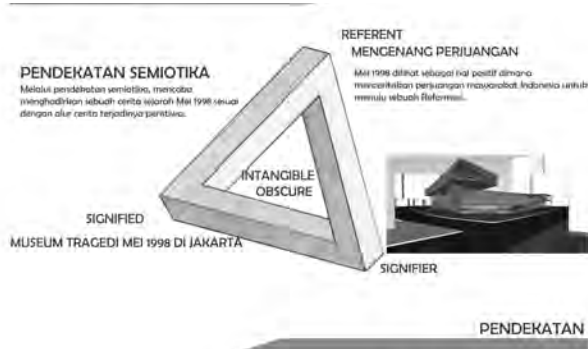 REFERENT
MENGENANG PERJUANGAN
PENDEKATAN SEMIOTIKA
Melalui pendekatan semiotika, mencoba
menghadirkan sebuah cerita sejarah Mei 1998 sesuai
dengan alur cerita terjadinya peristiwa.
Mei 1998 dilihat sebagai hal positif dimana
menceritakan perjuangan masyarakat Indonesia untuk
menuju sebuah Reformasi.
INTANGIBLE
OBSCURE
SIGNIFIED
MUSEUM TRAGEDI MEI 1998 DI JAKARTA
SIGNIFIER
PENDEKATAN